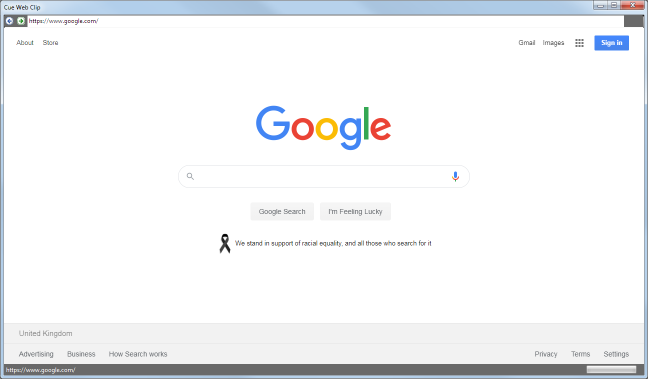 Cue Web Clip
https://www.google.com/
About Store Gmail Images Sign in
Google
Google Search I'm Feeling Lucky
We stand in support of racial equality, and all those who search for it
United Kingdom
Advertising Business How Search works Privacy Terms Settings
https://www.google.com/